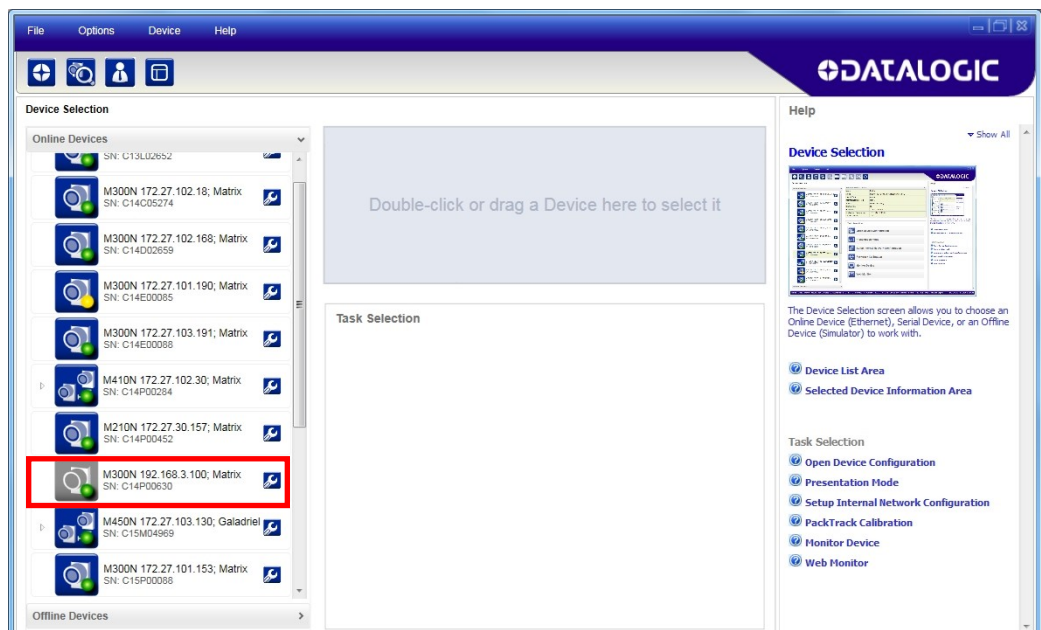 File Options Device Help
DATALOGIC
Device Selection
Online Devices
SN: C13L02652
M300N 172.27.102.18; Matrix
SN: C14C05274
M300N 172.27.102.168; Matrix
SN: C14D02659
M300N 172.27.101.190; Matrix
SN: C14E00085
M300N 172.27.103.191; Matrix
SN: C14E00088
M410N 172.27.102.30; Matrix
SN: C14P00284
M210N 172.27.30.157; Matrix
SN: C14P00452
M300N 192.168.3.100; Matrix
SN: C14P00630
M450N 172.27.103.130; Galadriel
SN: C15M04969
M300N 172.27.101.153; Matrix
SN: C15P00088
Offline Devices
Double-click or drag a Device here to select it
Task Selection
Help
Show All
Device Selection
DATALOGIC
The Device Selection screen allows you to choose an
Online Device (Ethernet), Serial Device, or an Offline
Device (Simulator) to work with.
Device List Area
Selected Device Information Area
Task Selection
Open Device Configuration
Presentation Mode
Setup Internal Network Configuration
PackTrack Calibration
Monitor Device
Web Monitor